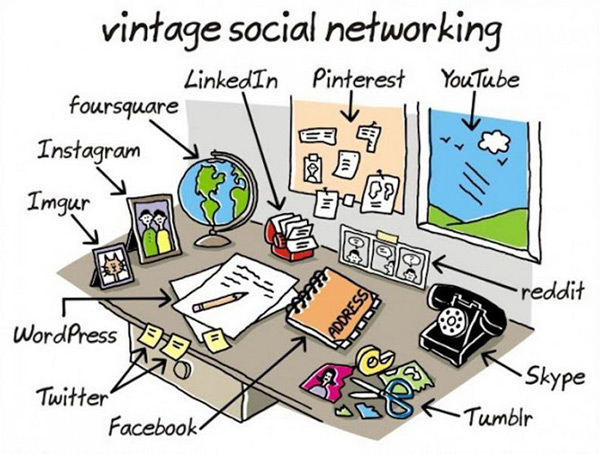 vintage social networking
LinkedIn
Pinterest
YouTube
foursquare
Instagram
Imgur
reddit
ADDRESS
WordPress
Skype
Twitter
Tumblr
Facebook